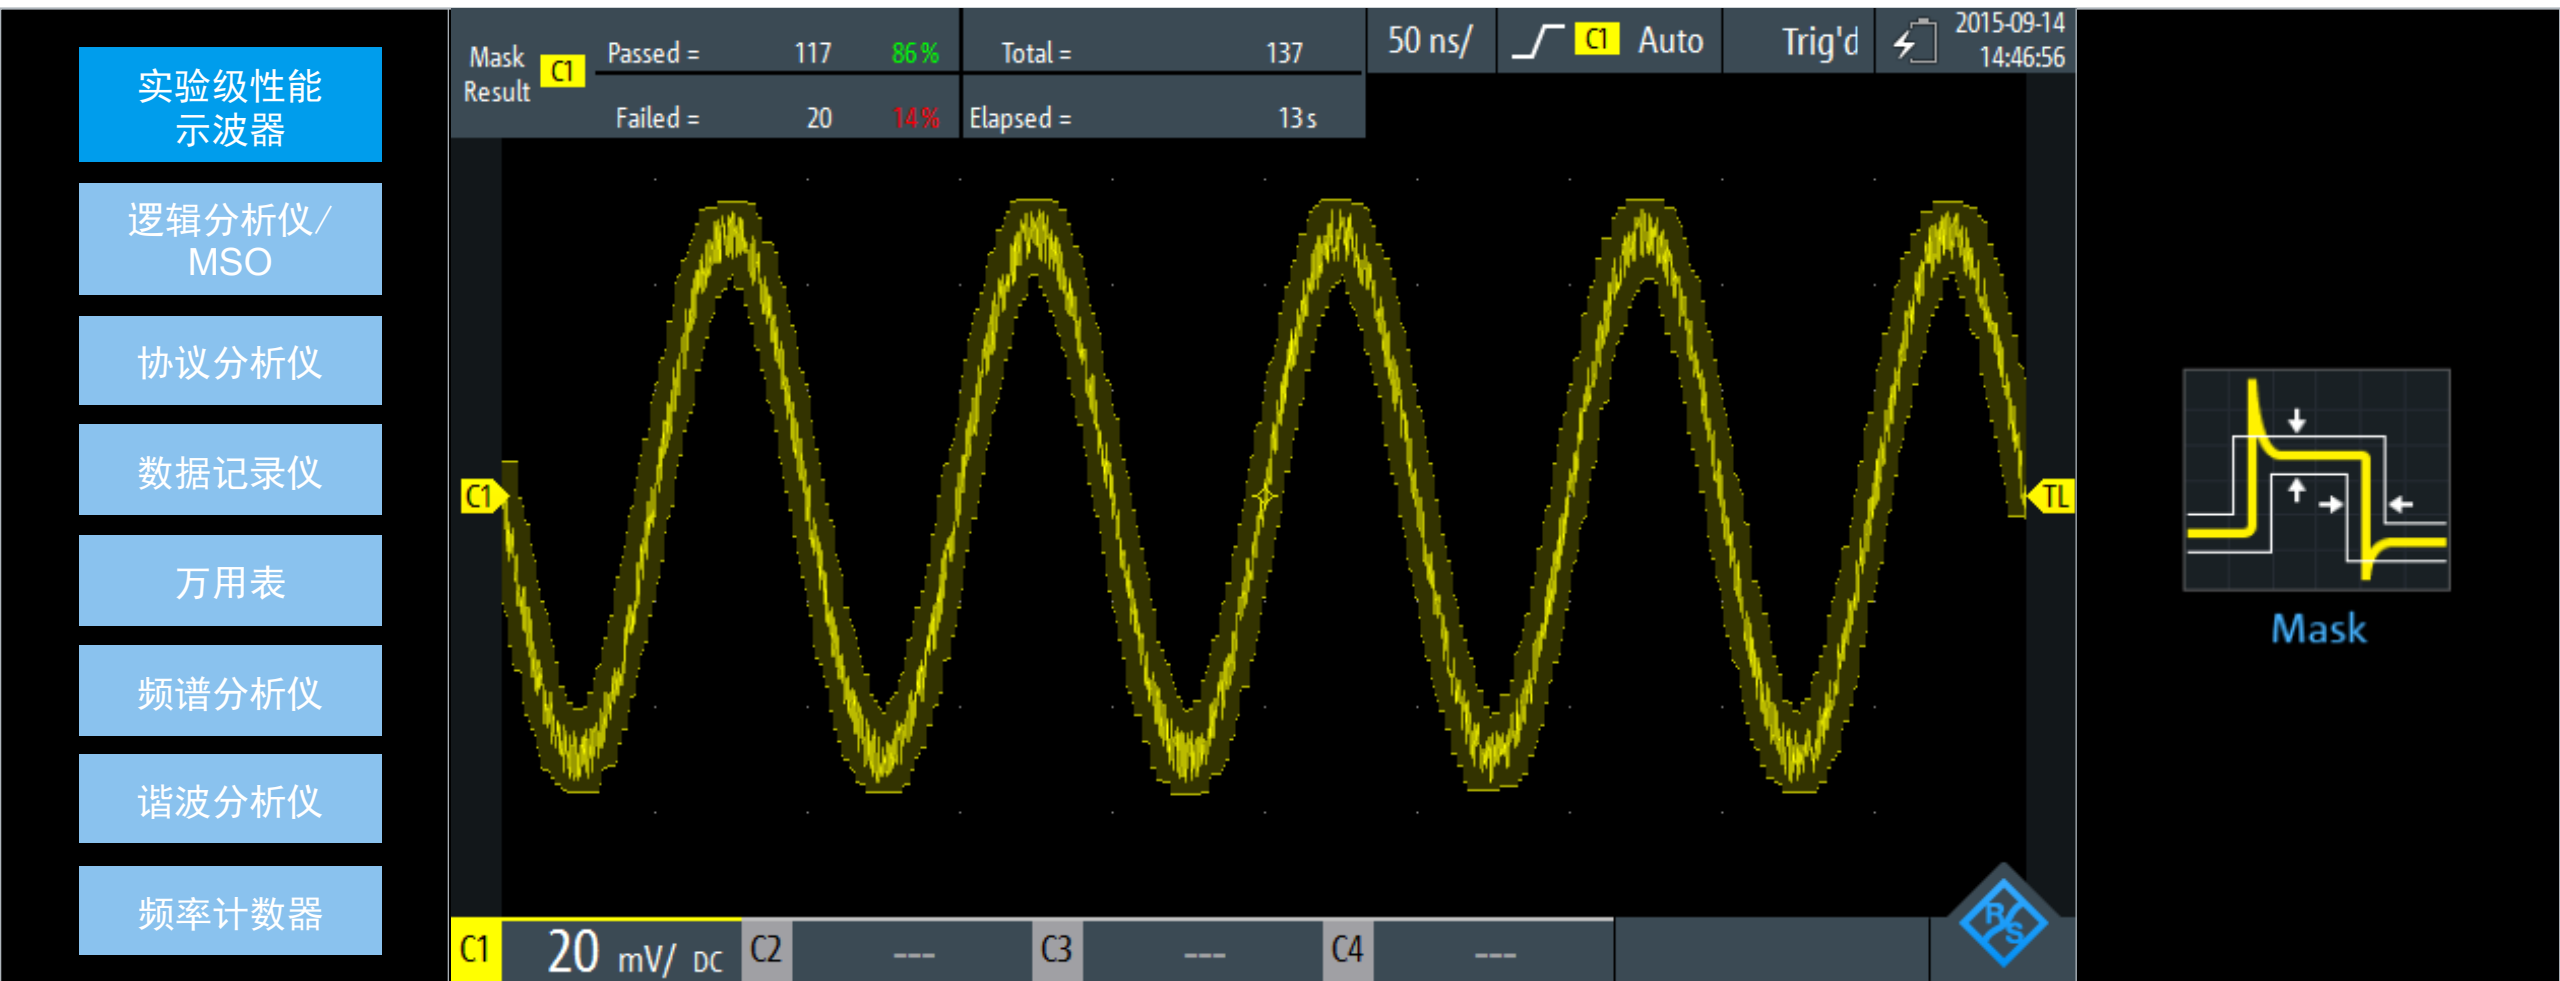 实验级性能
示波器
逻辑分析仪/
MSO
协议分析仪
数据记录仪
万用表
频谱分析仪
谐波分析仪
频率计数器
Mask
Result
C1
Passed = 117 86%
Total = 137
Failed = 20 14%
Elapsed = 13 s
50 ns/
C1 Auto
Trig'd
2015-09-14
14:46:56
C1
TL
C1 20 mV/ DC
C2 ---
C3 ---
C4 ---
R S
Mask